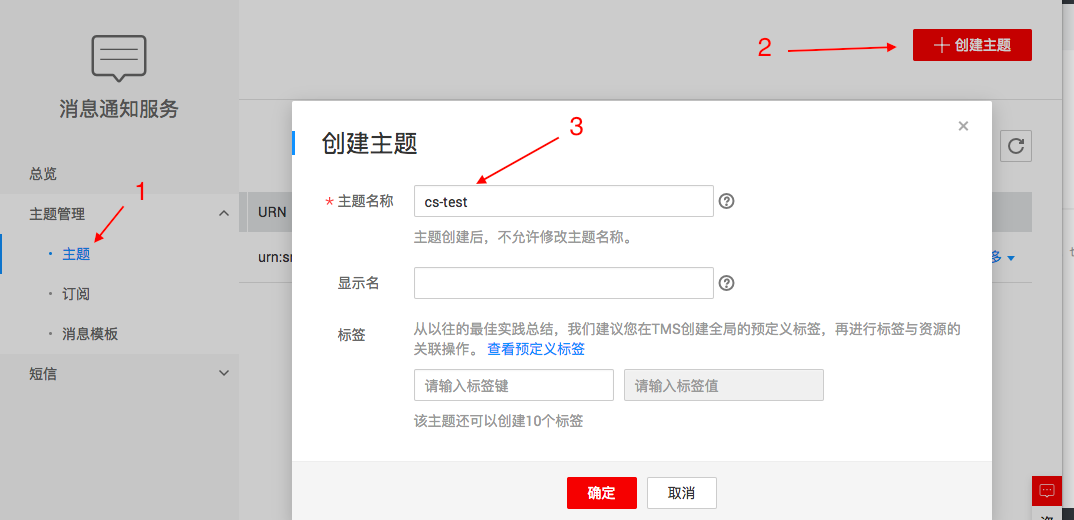 消息通知服务
总览
主题管理
主题
订阅
消息模板
短信
1
2
创建主题
URN
urn:sr
多
创建主题
3
* 主题名称
cs-test
主题创建后，不允许修改主题名称。
显示名
标签
从以往的最佳实践总结，我们建议您在TMS创建全局的预定义标签，再进行标签与资源的
关联操作。 查看预定义标签
请输入标签键
请输入标签值
该主题还可以创建10个标签
确定
取消